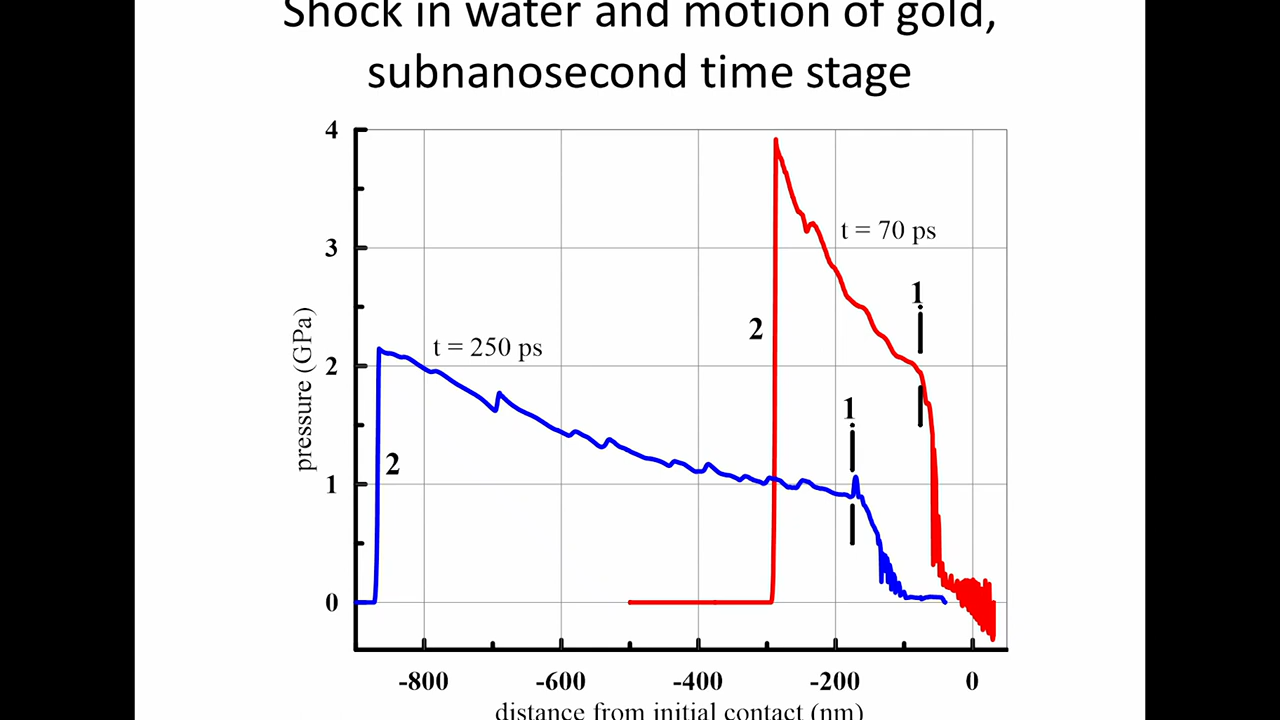 Shock in water and motion of gold,
subnanosecond time stage
4
3
2
1
0
pressure (GPa)
t = 70 ps
1
2
t = 250 ps
1
2
-800 -600 -400 -200 0
distance from initial contact (nm)